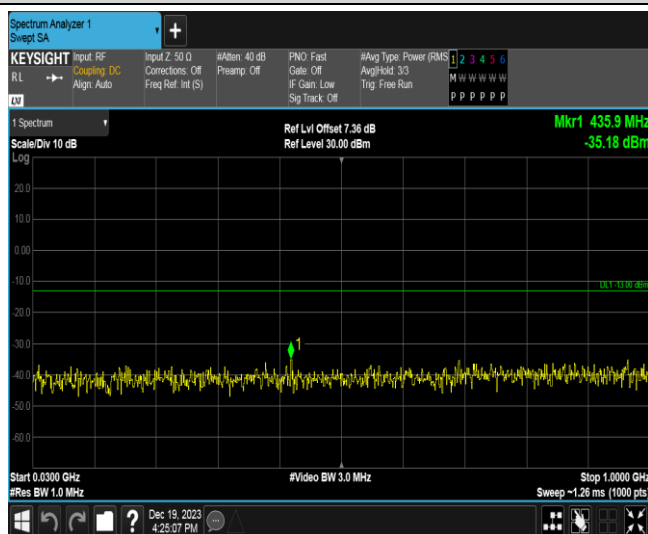 Spectrum Analyzer 1
Swept SA
+
KEYSIGHT Input: RF Input Z: 50 Ω #Atten: 40 dB PNO: Fast #Avg Type: Power (RMS 1 2 3 4 5 6
RL Coupling: DC Corrections: Off Preamp: Off Gate: Off Avg|Hold: 3/3 M W W W W W
Align: Auto Freq Ref: Int (S) IF Gain: Low Trig: Free Run
LXI Sig Track: Off P P P P P P
1 Spectrum Ref Lvl Offset 7.36 dB Mkr1 435.9 MHz
Scale/Div 10 dB Ref Level 30.00 dBm -35.18 dBm
Log
20.0
10.0
0.00
-10.0
DL1 -13.00 dBm
-20.0
-30.0
1
-40.0
-50.0
-60.0
Start 0.0300 GHz #Video BW 3.0 MHz Stop 1.0000 GHz
#Res BW 1.0 MHz Sweep ~1.26 ms (1000 pts)
? Dec 19, 2023
4:25:07 PM